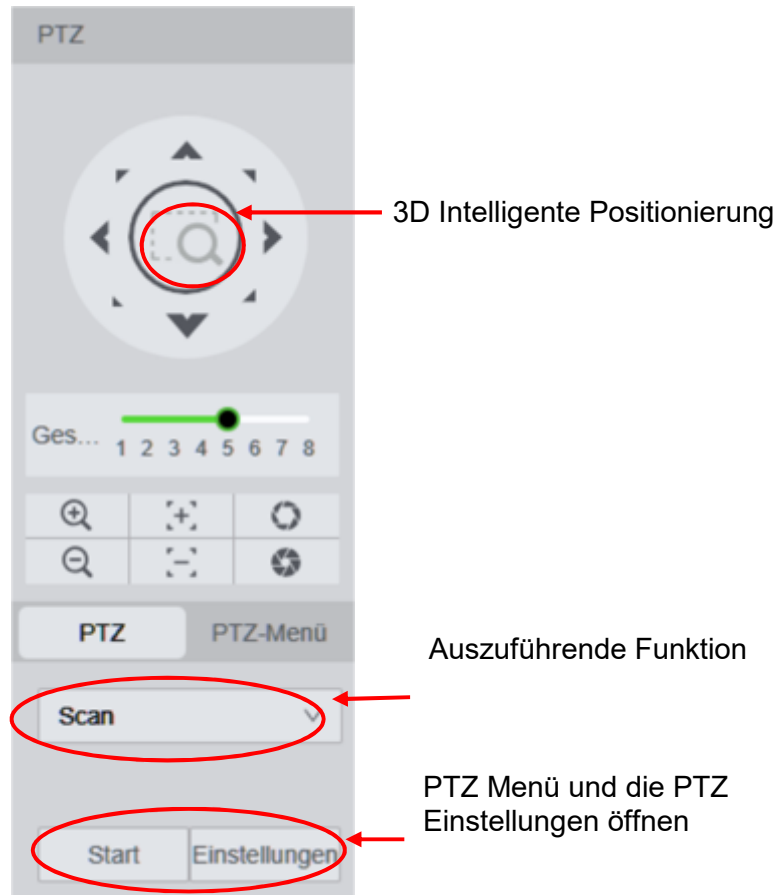 PTZ
3D Intelligente Positionierung
Ges...
1 2 3 4 5 6 7 8
PTZ
PTZ-Menü
Auszuführende Funktion
Scan
PTZ Menü und die PTZ
Einstellungen öffnen
Start
Einstellungen